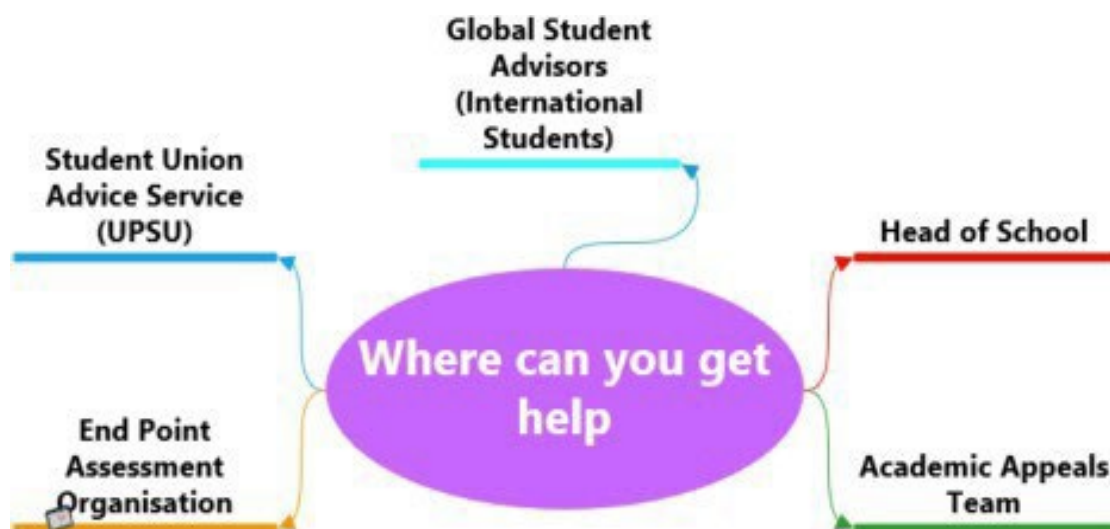 Global Student
Advisors
(International
Students)
Student Union
Advice Service
(UPSU)
Head of School
Where can you get
help
End Point
Assessment
Organisation
Academic Appeals
Team